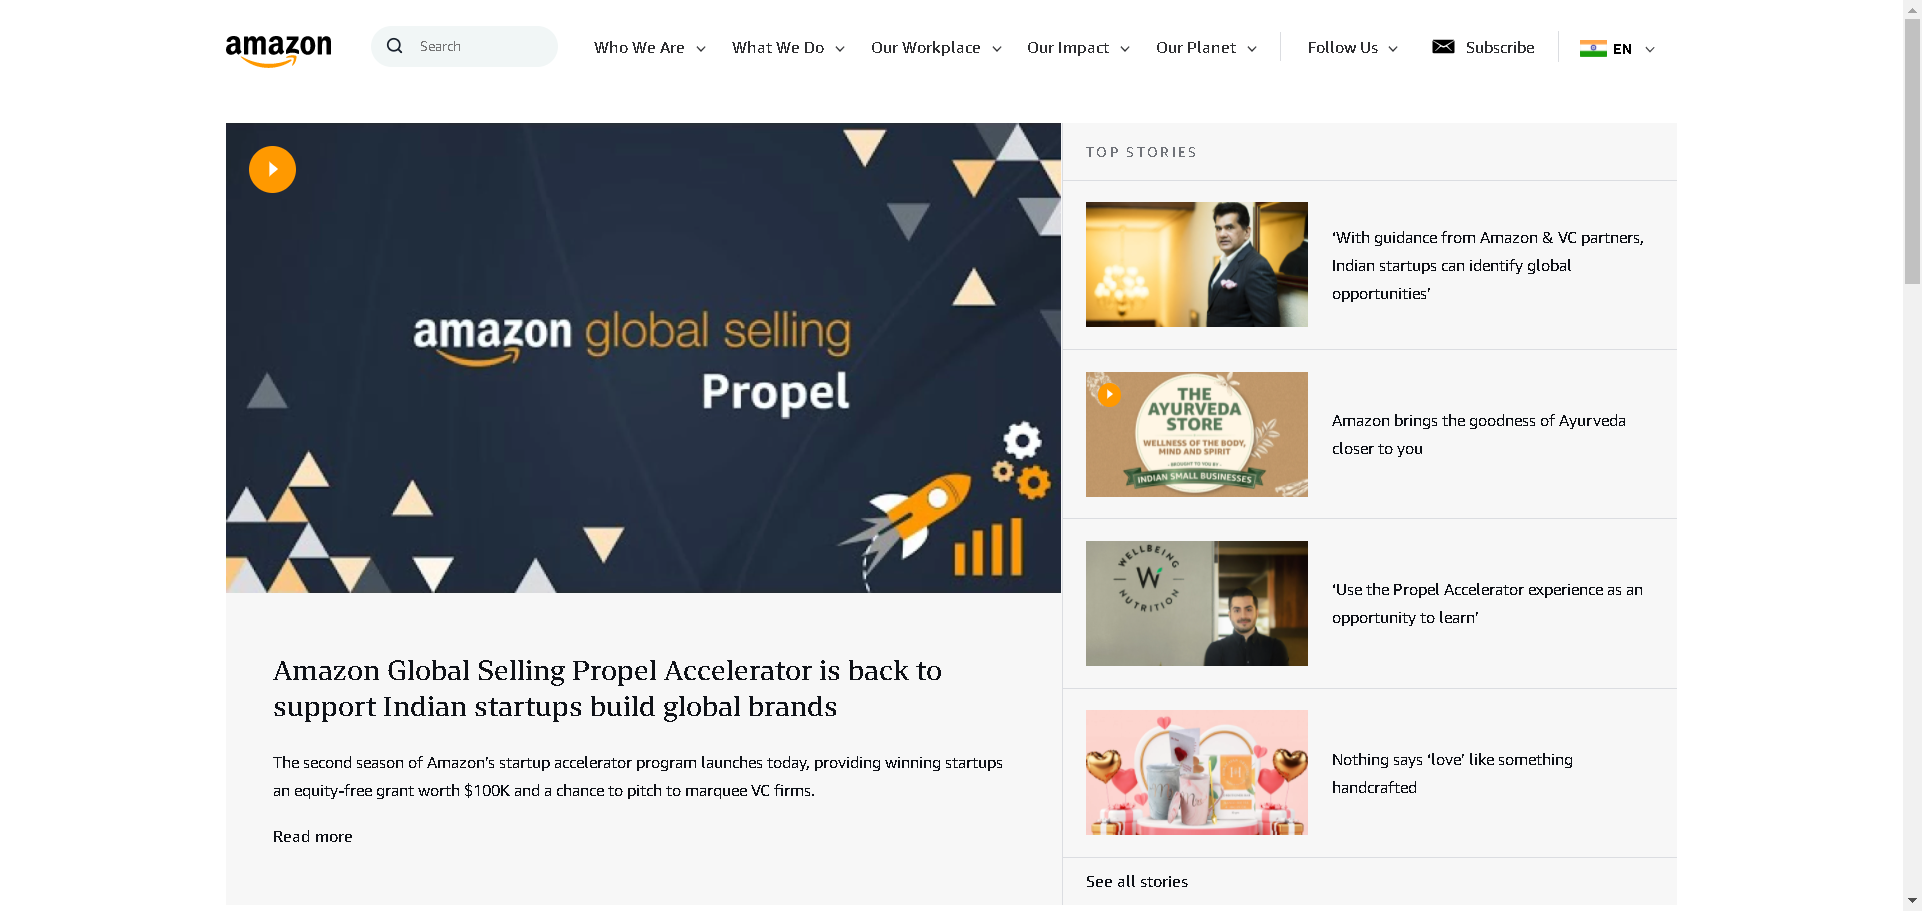 amazon
Search
Who We Are
What We Do
Our Workplace
Our Impact
Our Planet
Follow Us
Subscribe
EN
amazon global selling
Propel
Amazon Global Selling Propel Accelerator is back to
support Indian startups build global brands
The second season of Amazon's startup accelerator program launches today, providing winning startups
an equity-free grant worth $100K and a chance to pitch to marquee VC firms.
Read more
TOP STORIES
‘With guidance from Amazon & VC partners,
Indian startups can identify global
opportunities’
THE
AYURVEDA
STORE
WELLNESS OF THE BODY,
MIND AND SPIRIT
- BROUGHT TO YOU BY -
INDIAN SMALL BUSINESSES
Amazon brings the goodness of Ayurveda
closer to you
WELLBEING
W
NUTRITION
‘Use the Propel Accelerator experience as an
opportunity to learn’
Nothing says ‘love’ like something
handcrafted
See all stories